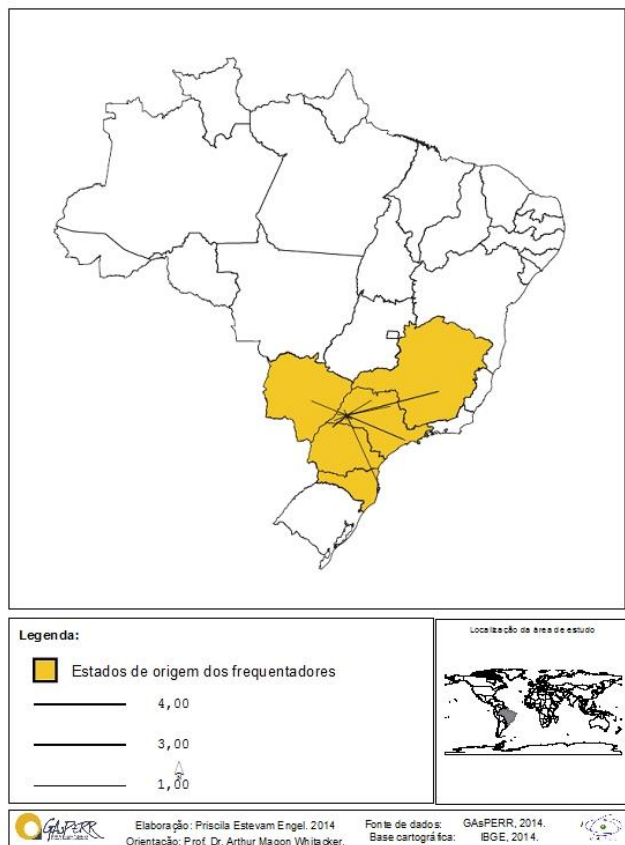 Legenda:
Estados de origem dos frequentadores
4,00
3,00
1,00
Localização da área de estudo
GAsPERR
Elaboração: Priscila Estevam Engel. 2014
Orientação: Prof. Dr. Arthur Magon Whitacker.
Fonte de dados: GAsPERR, 2014.
Base cartográfica: IBGE, 2014.